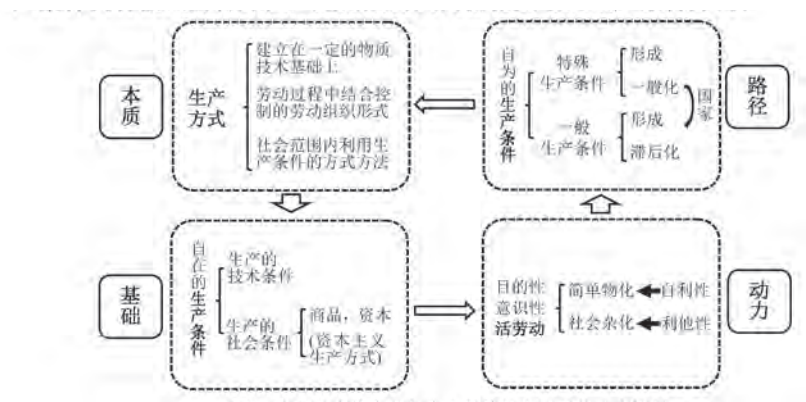 本质
生产方式
建立在一定的物质
技术基础上
劳动过程中结合控
制的劳动组织形式
社会范围内利用生
产条件的方式方法
自为的生产条件
特殊
生产条件
形成
一般化
国家
一般
生产条件
形成
滞后化
路径
基础
自在的生产条件
生产的
技术条件
生产的
社会条件
商品，资本
(资本主义
生产方式)
目的性
意识性
活劳动
简单物化
自利性
社会杂化
利他性
动力